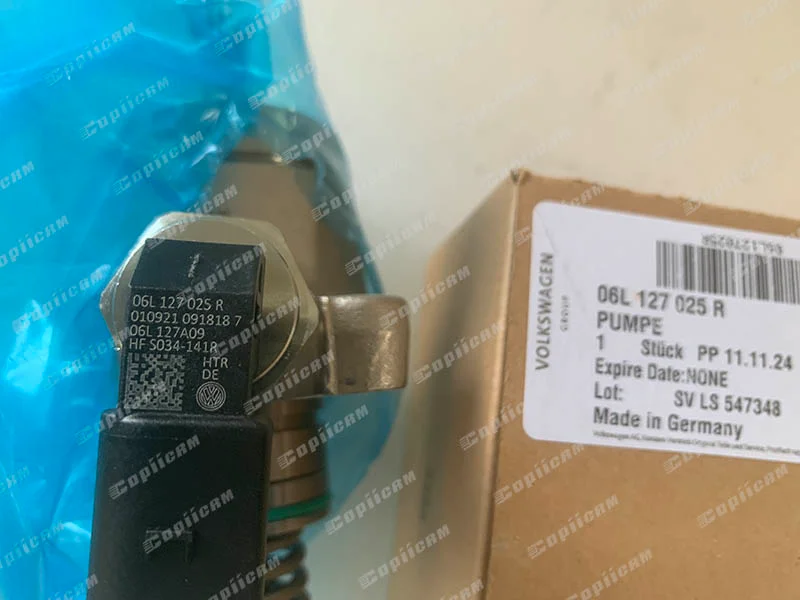 06L 127 025 R
010921 091818 7
06L 127A09
HF S034-141R
HTR
DE
VOLKSWAGEN
GROUP
06L127025R
06L 127 025 R
PUMPE
1 Stück PP 11.11.24
Expire Date:NONE
Lot: SV LS 547348
Made in Germany
Copiicam